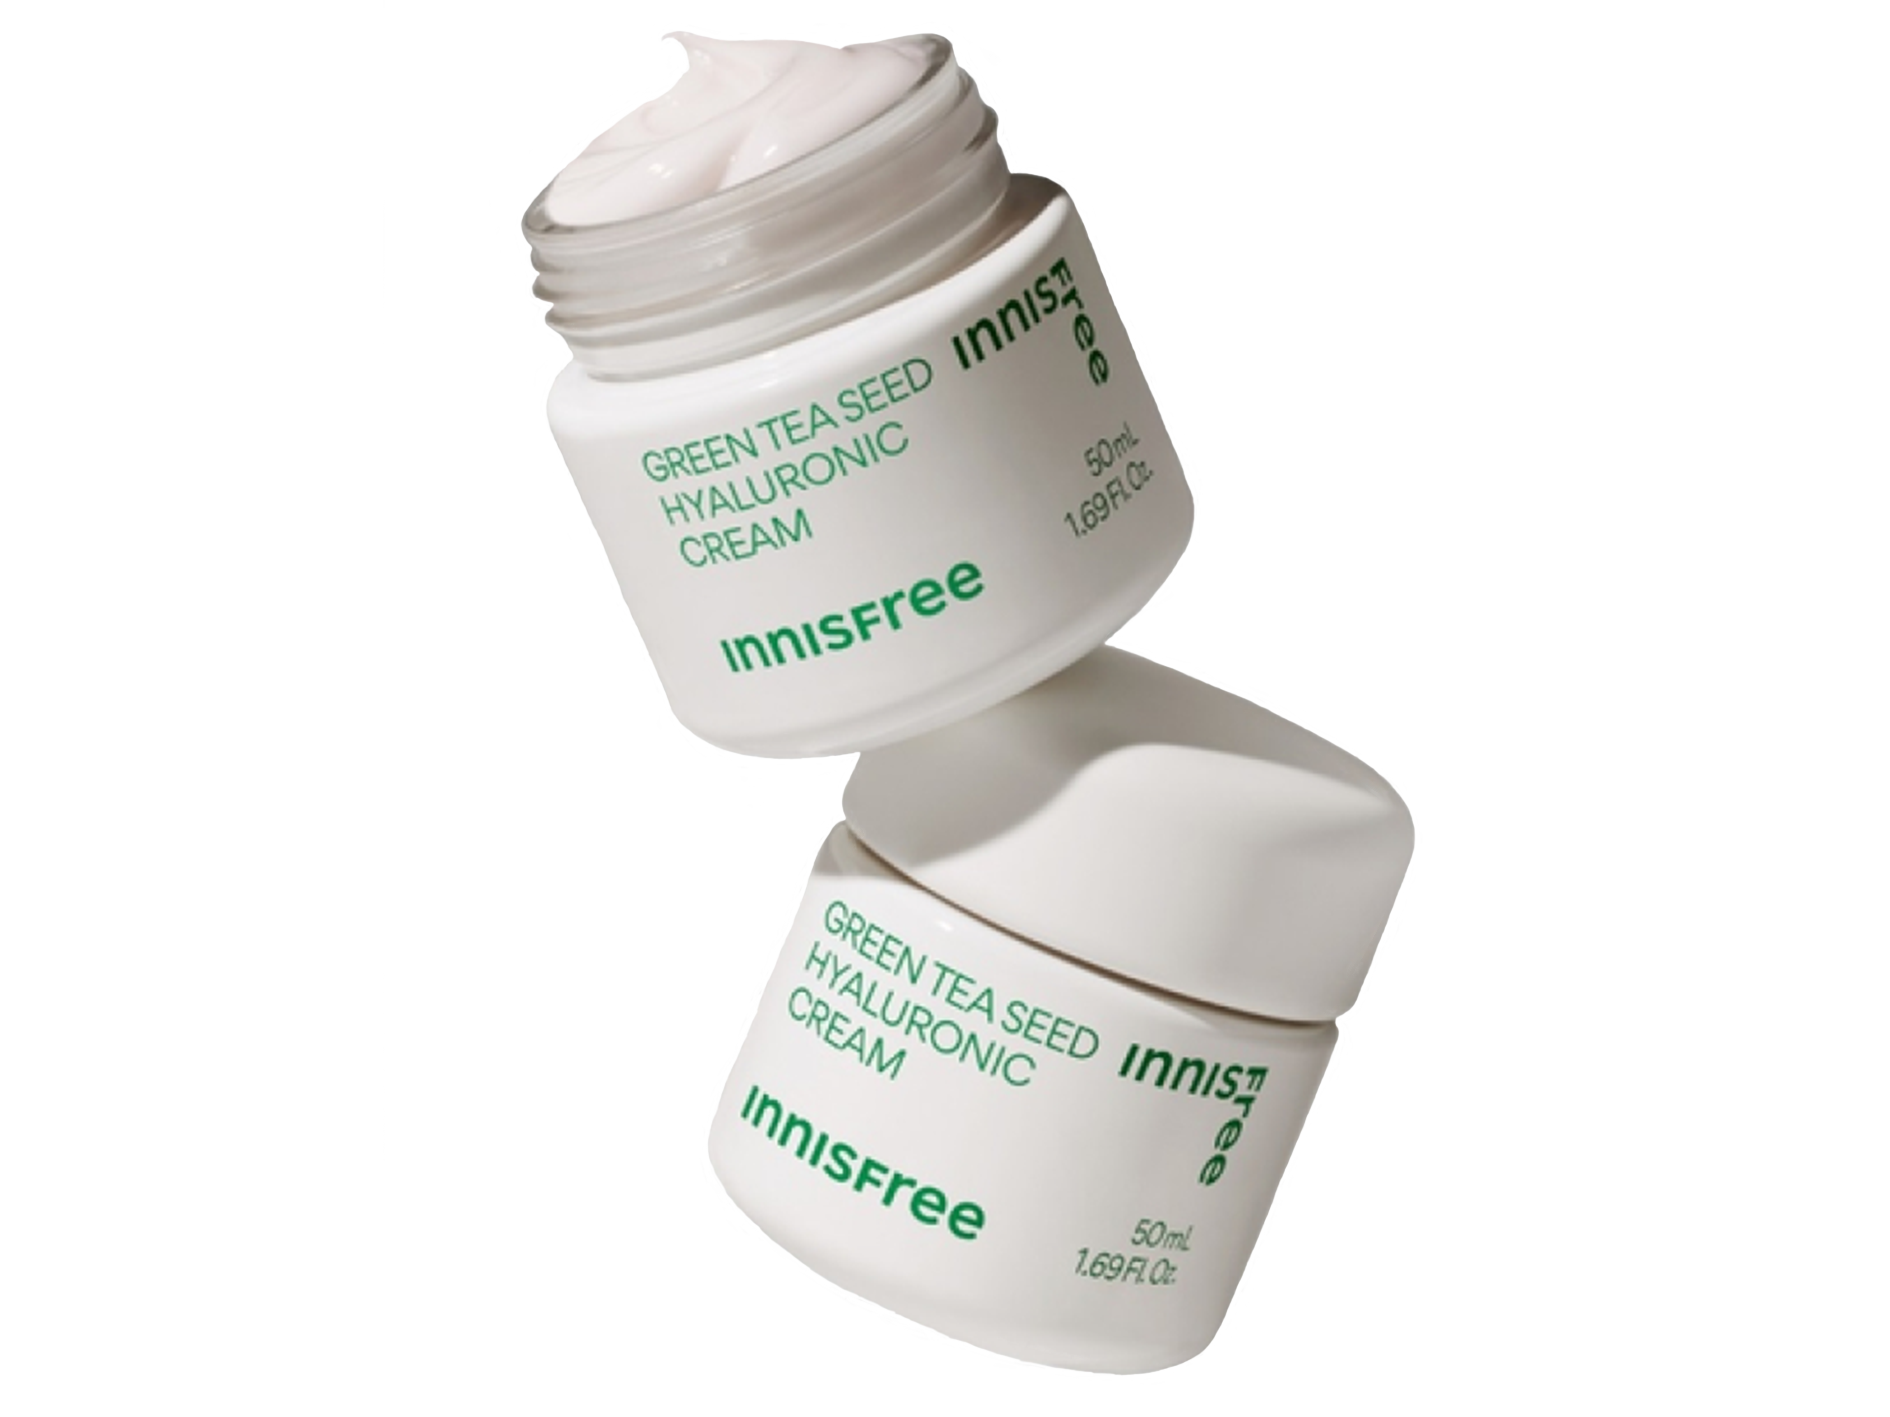 GREEN TEA SEED
HYALURONIC
CREAM
INNISFree
INNISFree
50mL
1.69 Fl. Oz.
GREEN TEA SEED
HYALURONIC
CREAM
INNISFree
INNISFree
50mL
1.69 Fl. Oz.